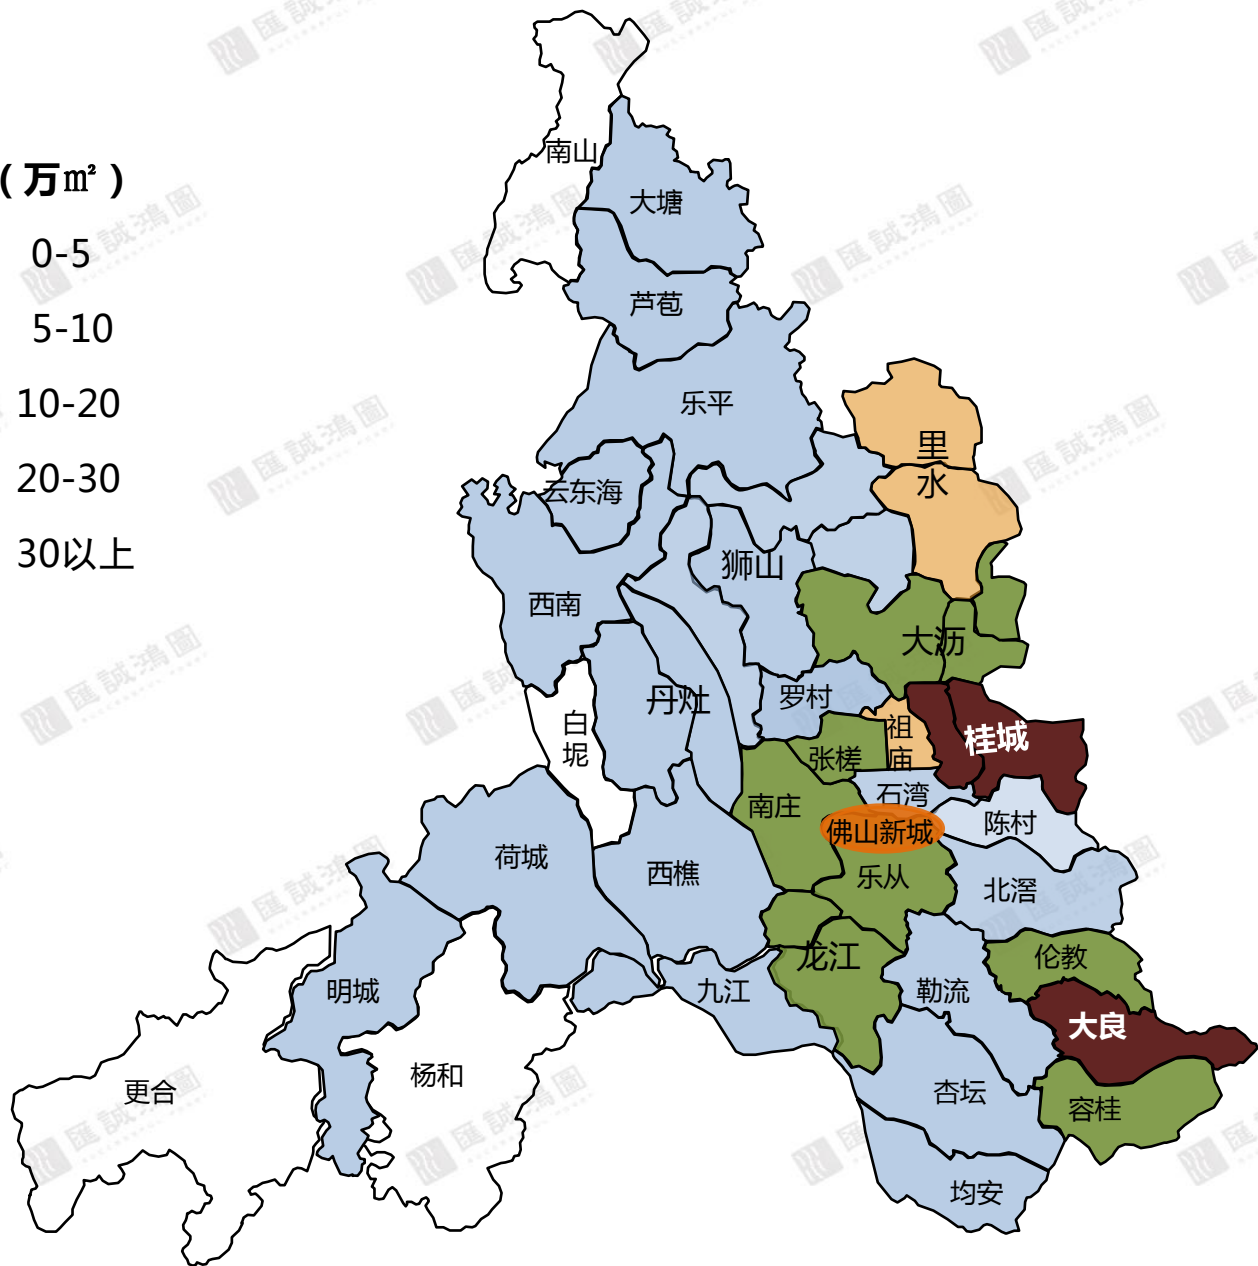 (万㎡)
0-5
5-10
10-20
20-30
30以上
南山
大塘
芦苞
乐平
里
水
云东海
狮山
西南
大沥
丹灶
罗村
白
坭
祖
庙
桂城
张槎
石湾
南庄
佛山新城
陈村
荷城
西樵
乐从
北滘
龙江
伦教
明城
九江
勒流
大良
更合
杨和
杏坛
容桂
均安
匯誠鴻圖